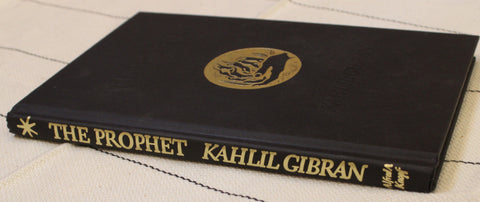 THE PROPHET KAHLIL GIBRAN
Alfred A
Knopf